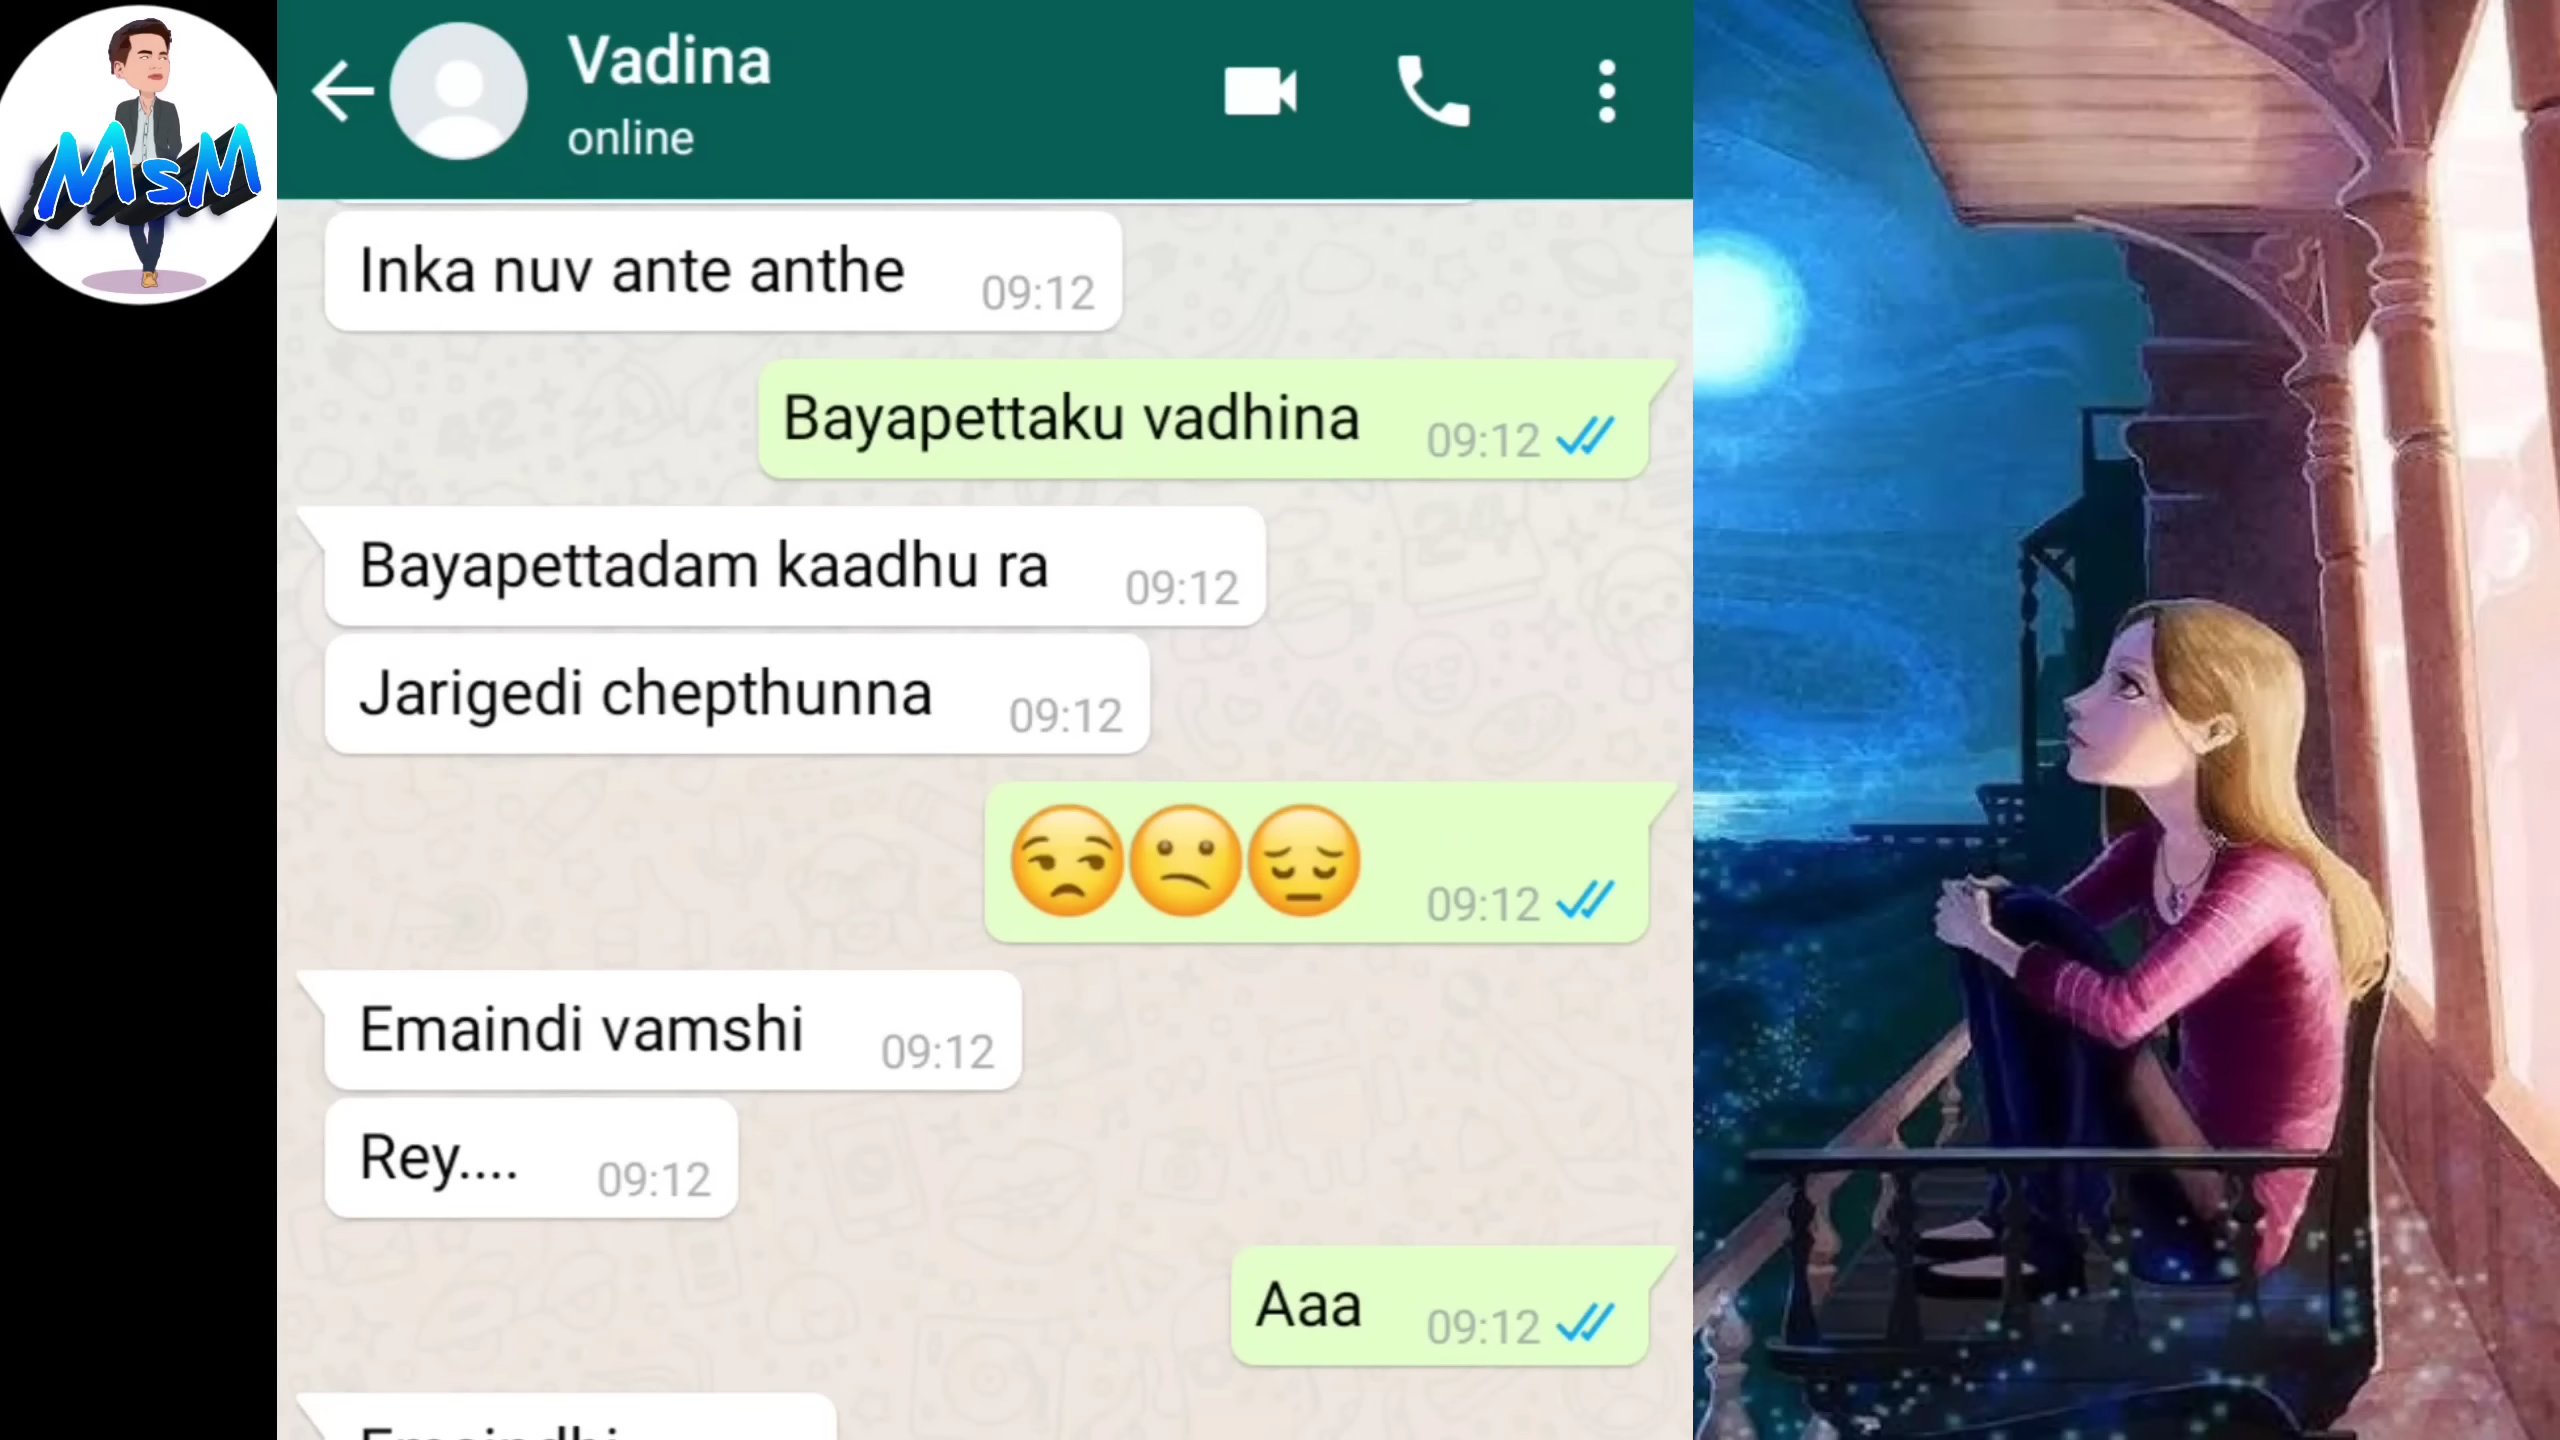 MsM
Vadina
online
Inka nuv ante anthe 09:12
Bayapettaku vadhina 09:12
Bayapettadam kaadhu ra 09:12
Jarigedi chepthunna 09:12
😒😕😔 09:12
Emaindi vamshi 09:12
Rey.... 09:12
Aaa 09:12